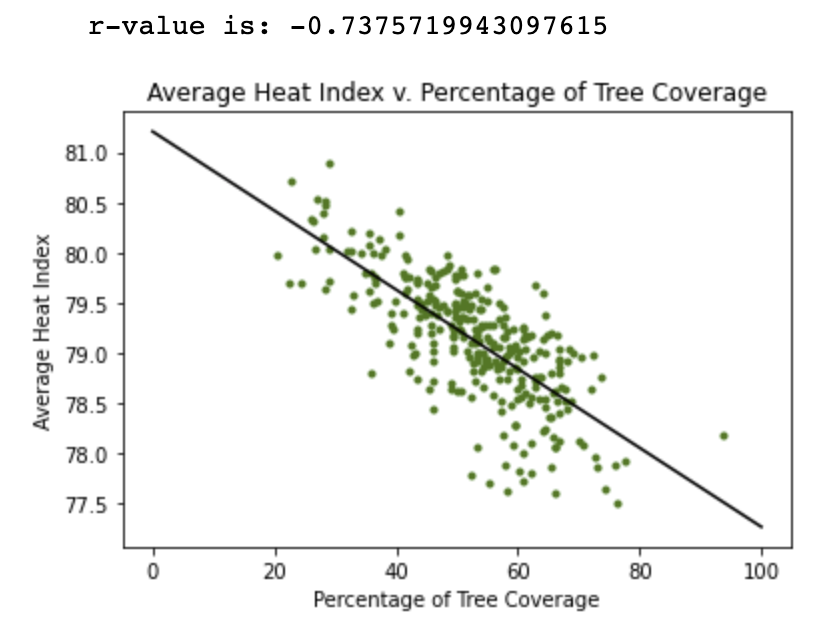 r-value is: -0.7375719943097615
Average Heat Index v. Percentage of Tree Coverage
81.0
80.5
80.0
79.5
79.0
78.5
78.0
77.5
Average Heat Index
0 20 40 60 80 100
Percentage of Tree Coverage